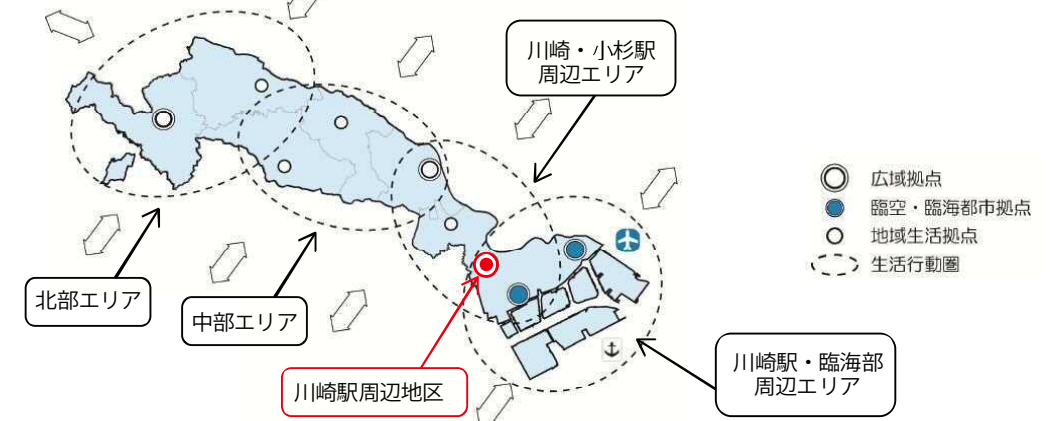 川崎・小杉駅
周辺エリア
広域拠点
臨空・臨海都市拠点
地域生活拠点
生活行動圏
北部エリア
中部エリア
川崎駅周辺地区
川崎駅・臨海部
周辺エリア